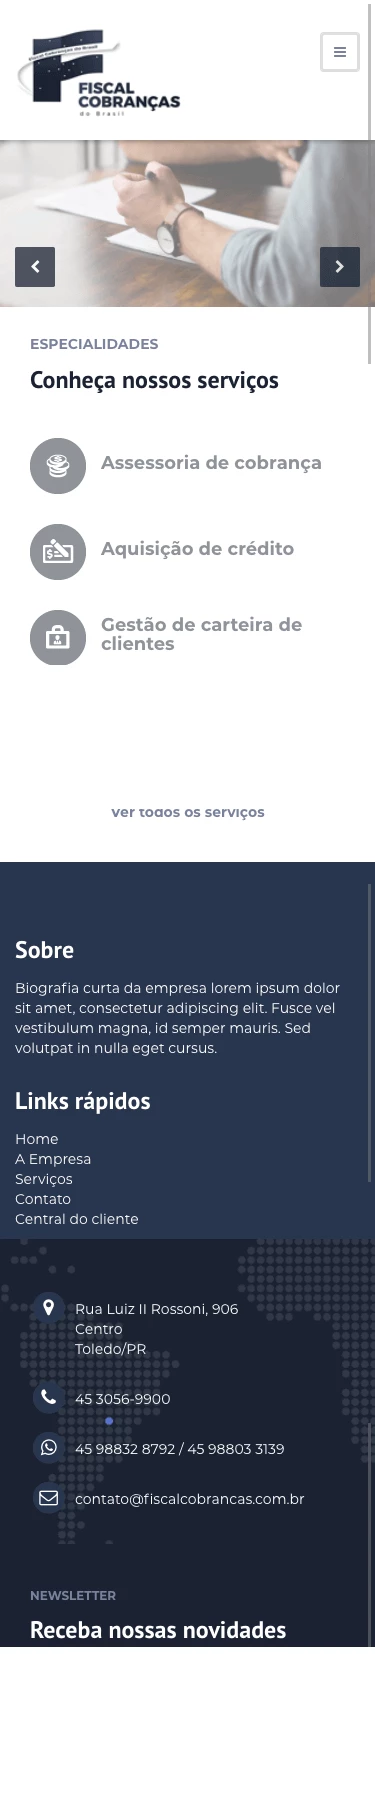 Fiscal Cobranças do Brasil
FISCAL
COBRANÇAS
do Brasil
ESPECIALIDADES
Conheça nossos serviços
Assessoria de cobrança
Aquisição de crédito
Gestão de carteira de
clientes
Ver todos os serviços
Sobre
Biografia curta da empresa lorem ipsum dolor
sit amet, consectetur adipiscing elit. Fusce vel
vestibulum magna, id semper mauris. Sed
volutpat in nulla eget cursus.
Links rápidos
Home
A Empresa
Serviços
Contato
Central do cliente
Rua Luiz II Rossoni, 906
Centro
Toledo/PR
45 3056-9900
45 98832 8792 / 45 98803 3139
contato@fiscalcobrancas.com.br
NEWSLETTER
Receba nossas novidades